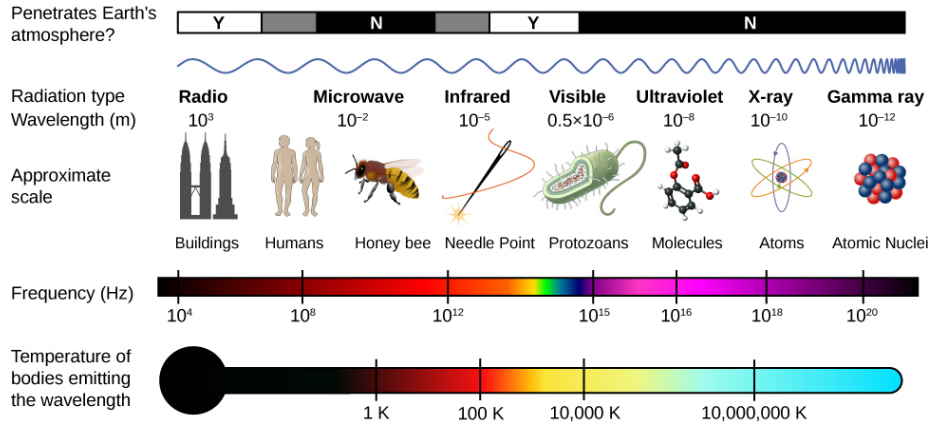 Penetrates Earth's
atmosphere?
Y N Y N
Radiation type
Radio Microwave Infrared Visible Ultraviolet X-ray Gamma ray
Wavelength (m)
10³ 10⁻² 10⁻⁵ 0.5×10⁻⁶ 10⁻⁸ 10⁻¹⁰ 10⁻¹²
Approximate
scale
Buildings Humans Honey bee Needle Point Protozoans Molecules Atoms Atomic Nuclei
Frequency (Hz)
10⁴ 10⁸ 10¹² 10¹⁵ 10¹⁶ 10¹⁸ 10²⁰
Temperature of
bodies emitting
the wavelength
1 K 100 K 10,000 K 10,000,000 K